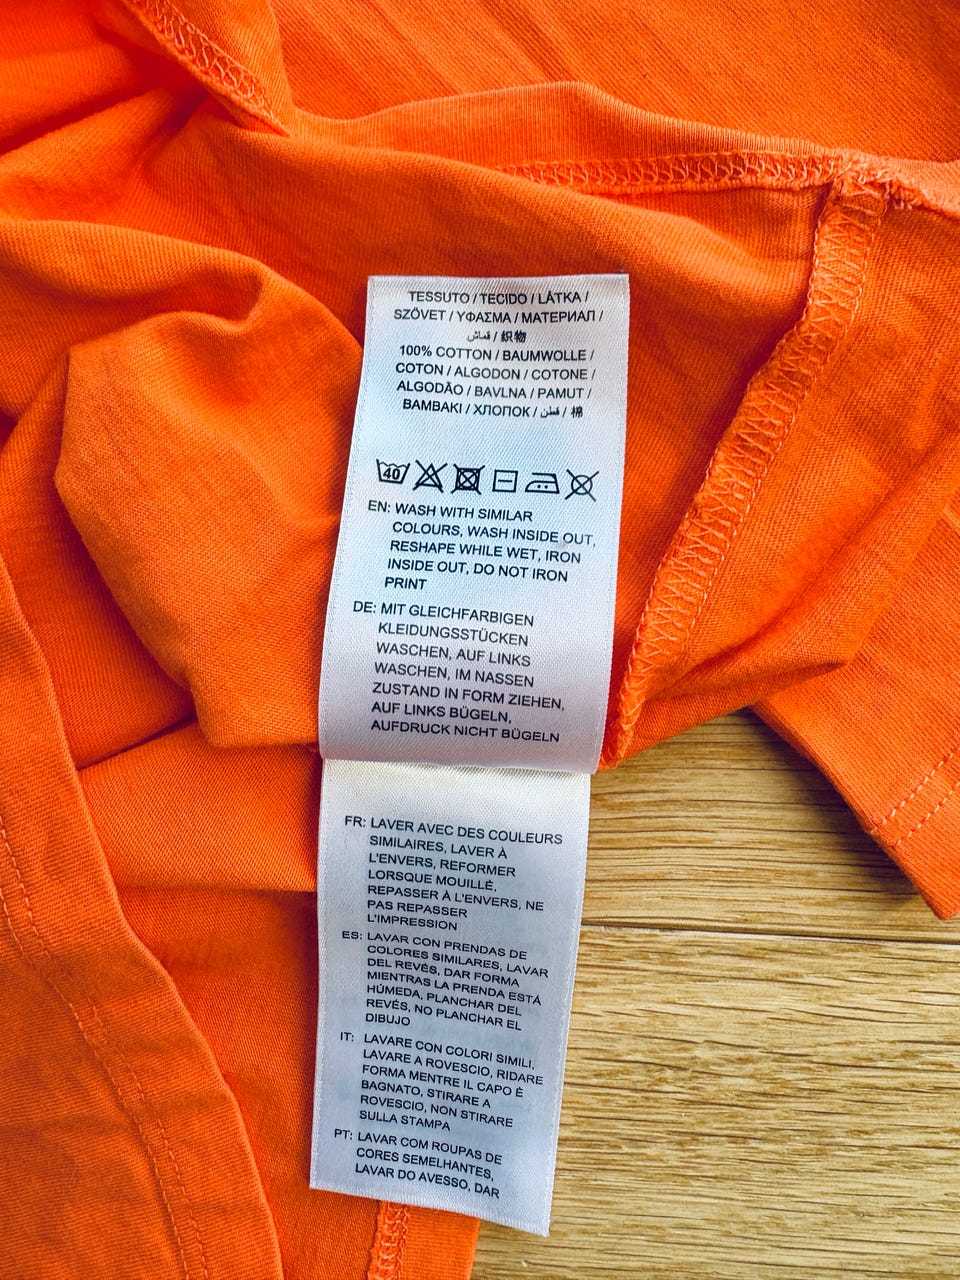 TESSUTO / TECIDO / LÁTKA /
SZÖVET / ΥΦΑΣΜΑ / МАТЕРИАЛ /
قماش / 织物
100% COTTON / BAUMWOLLE /
COTON / ALGODON / COTONE /
ALGODÃO / BAVLNA / PAMUT /
BAMBAKI / ХЛОПОК / قطن / 棉
40
EN: WASH WITH SIMILAR
COLOURS, WASH INSIDE OUT,
RESHAPE WHILE WET, IRON
INSIDE OUT, DO NOT IRON
PRINT
DE: MIT GLEICHFARBIGEN
KLEIDUNGSSTÜCKEN
WASCHEN, AUF LINKS
WASCHEN, IM NASSEN
ZUSTAND IN FORM ZIEHEN,
AUF LINKS BÜGELN,
AUFDRUCK NICHT BÜGELN
FR: LAVER AVEC DES COULEURS
SIMILAIRES, LAVER À
L'ENVERS, REFORMER
LORSQUE MOUILLÉ,
REPASSER À L'ENVERS, NE
PAS REPASSER
L'IMPRESSION
ES: LAVAR CON PRENDAS DE
COLORES SIMILARES, LAVAR
DEL REVÉS, DAR FORMA
MIENTRAS LA PRENDA ESTÁ
HÚMEDA, PLANCHAR DEL
REVÉS, NO PLANCHAR EL
DIBUJO
IT: LAVARE CON COLORI SIMILI,
LAVARE A ROVESCIO, RIDARE
FORMA MENTRE IL CAPO È
BAGNATO, STIRARE A
ROVESCIO, NON STIRARE
SULLA STAMPA
PT: LAVAR COM ROUPAS DE
CORES SEMELHANTES,
LAVAR DO AVESSO, DAR